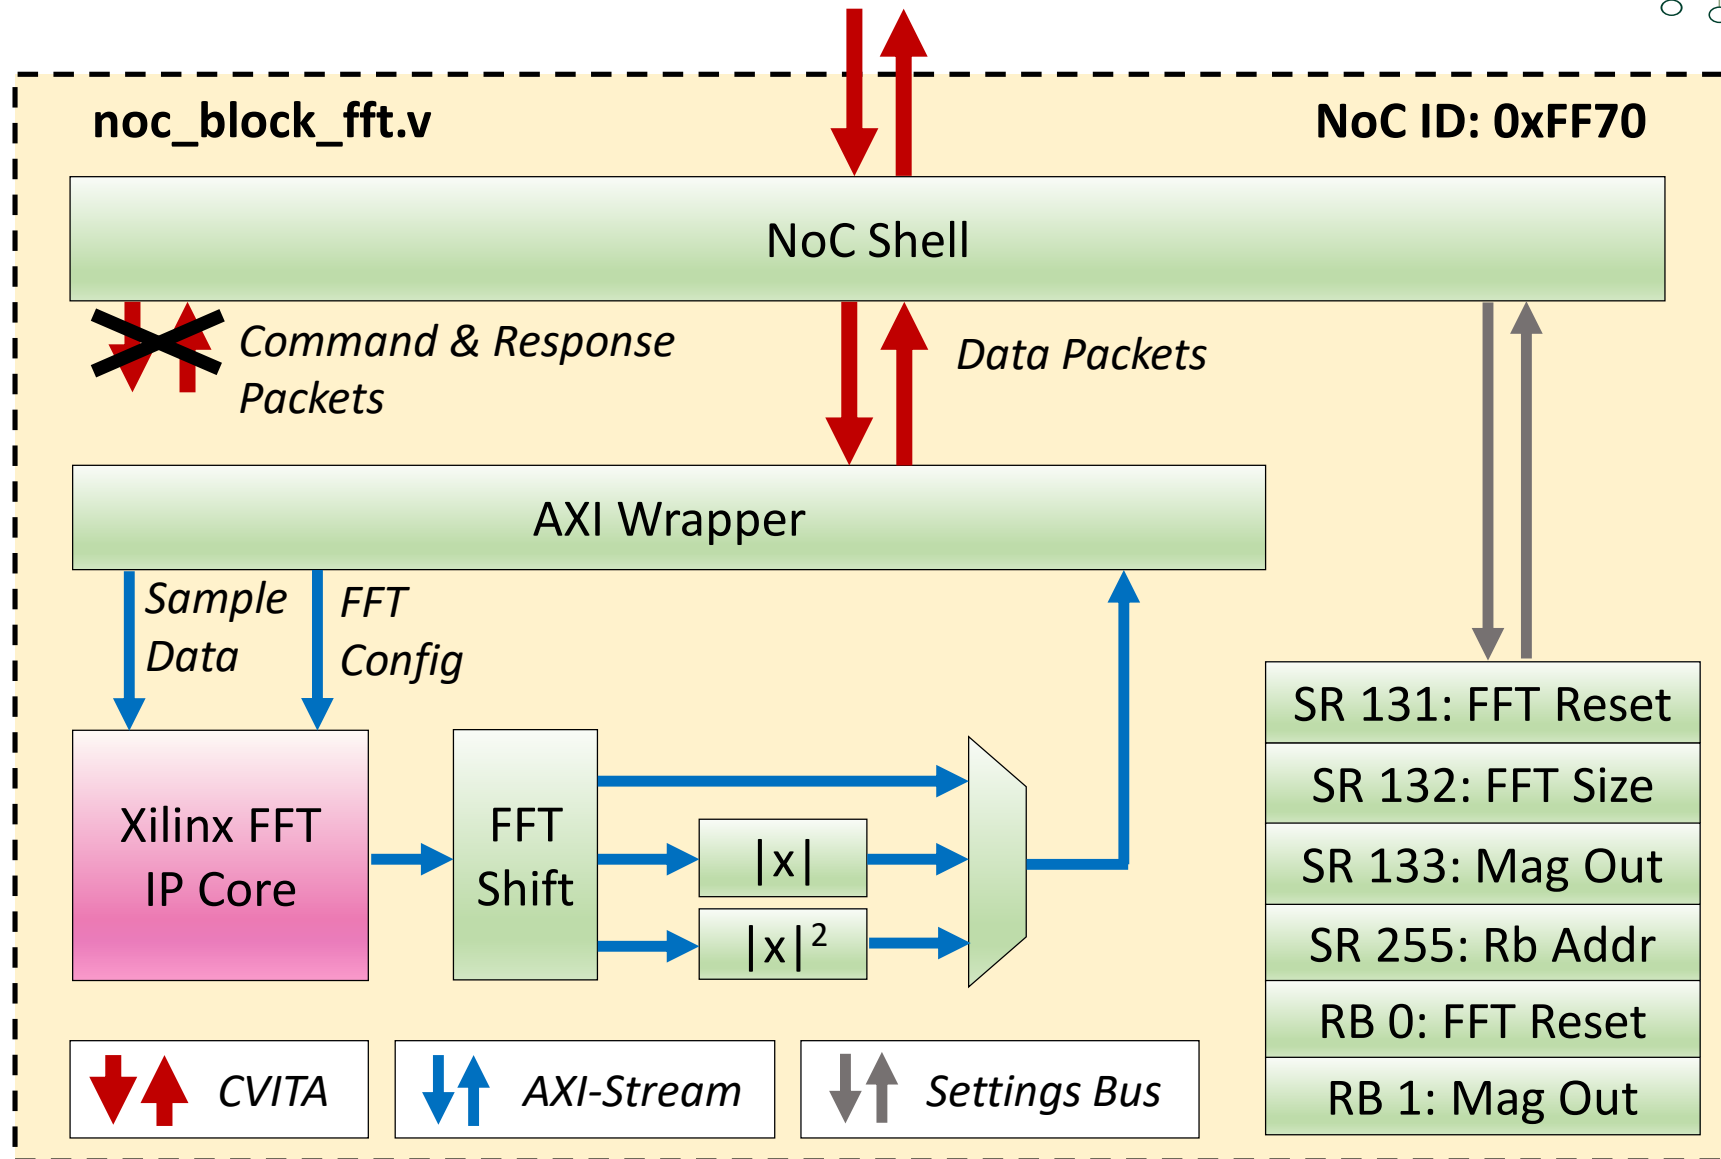 noc_block_fft.v
NoC ID: 0xFF70
NoC Shell
Command & Response
Packets
Data Packets
AXI Wrapper
Sample
Data
FFT
Config
Xilinx FFT
IP Core
FFT
Shift
|x|
|x|²
SR 131: FFT Reset
SR 132: FFT Size
SR 133: Mag Out
SR 255: Rb Addr
RB 0: FFT Reset
RB 1: Mag Out
CVITA
AXI-Stream
Settings Bus